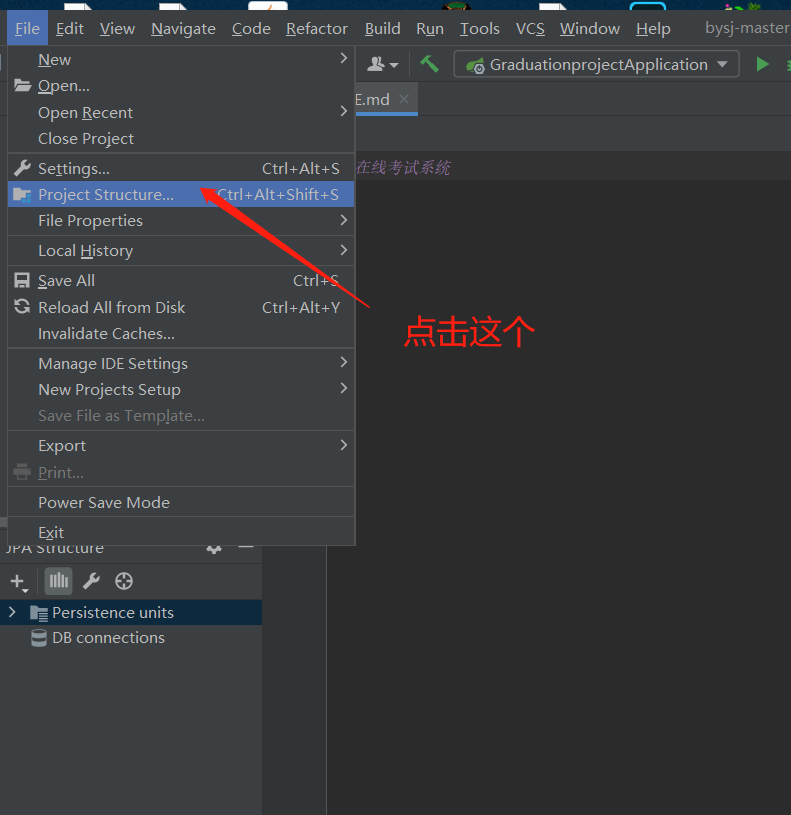 File Edit View Navigate Code Refactor Build Run Tools VCS Window Help bysj-master
GraduationprojectApplication
E.md
在线考试系统
New
Open...
Open Recent
Close Project
Settings... Ctrl+Alt+S
Project Structure... Ctrl+Alt+Shift+S
File Properties
Local History
Save All Ctrl+S
Reload All from Disk Ctrl+Alt+Y
Invalidate Caches...
Manage IDE Settings
New Projects Setup
Save File as Template...
Export
Print...
Power Save Mode
Exit
点击这个
JPA Structure
Persistence units
DB connections